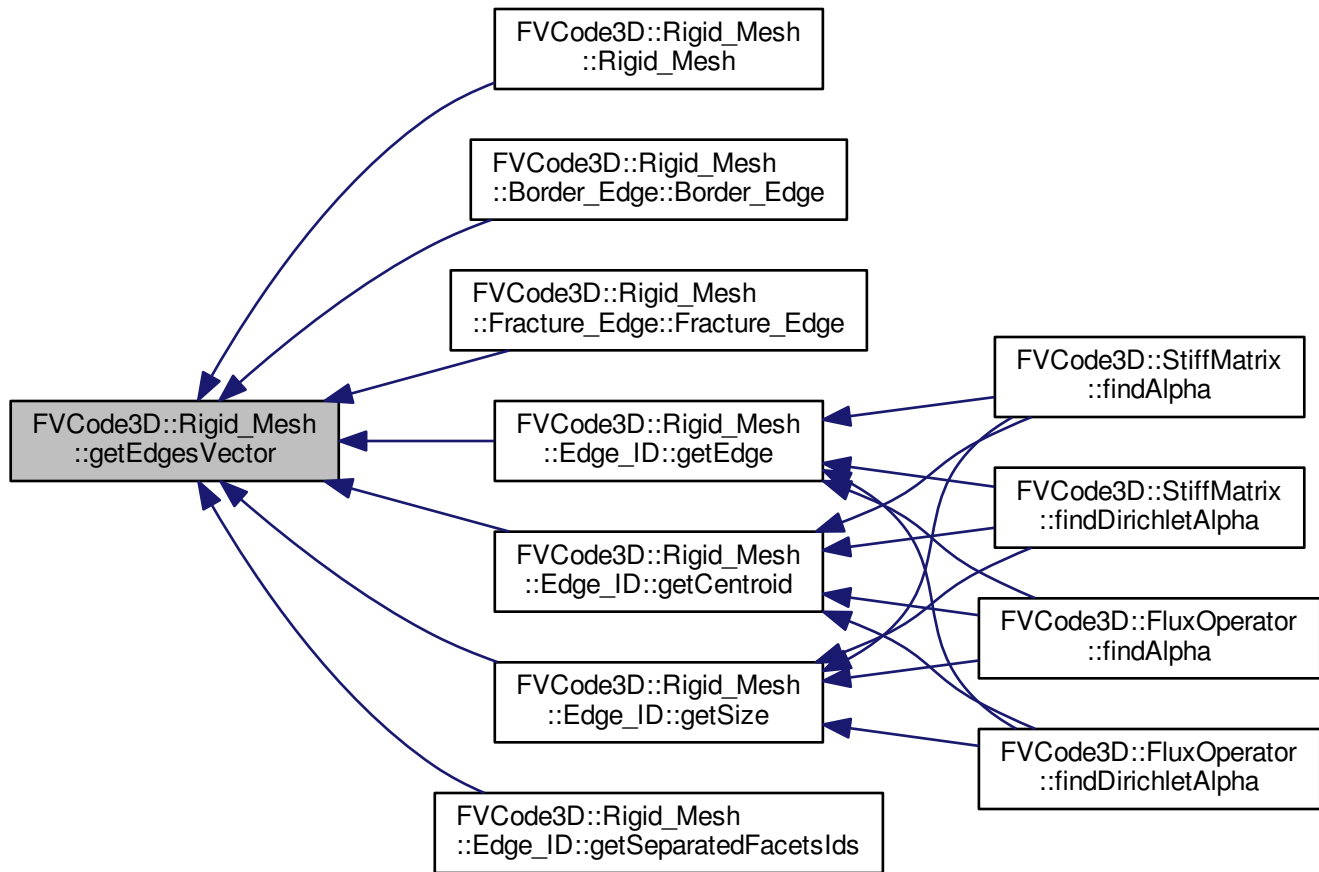 FVCode3D::Rigid_Mesh
::Rigid_Mesh
FVCode3D::Rigid_Mesh
::Border_Edge::Border_Edge
FVCode3D::Rigid_Mesh
::Fracture_Edge::Fracture_Edge
FVCode3D::Rigid_Mesh
::getEdgesVector
FVCode3D::Rigid_Mesh
::Edge_ID::getEdge
FVCode3D::Rigid_Mesh
::Edge_ID::getCentroid
FVCode3D::Rigid_Mesh
::Edge_ID::getSize
FVCode3D::Rigid_Mesh
::Edge_ID::getSeparatedFacetsIds
FVCode3D::StiffMatrix
::findAlpha
FVCode3D::StiffMatrix
::findDirichletAlpha
FVCode3D::FluxOperator
::findAlpha
FVCode3D::FluxOperator
::findDirichletAlpha